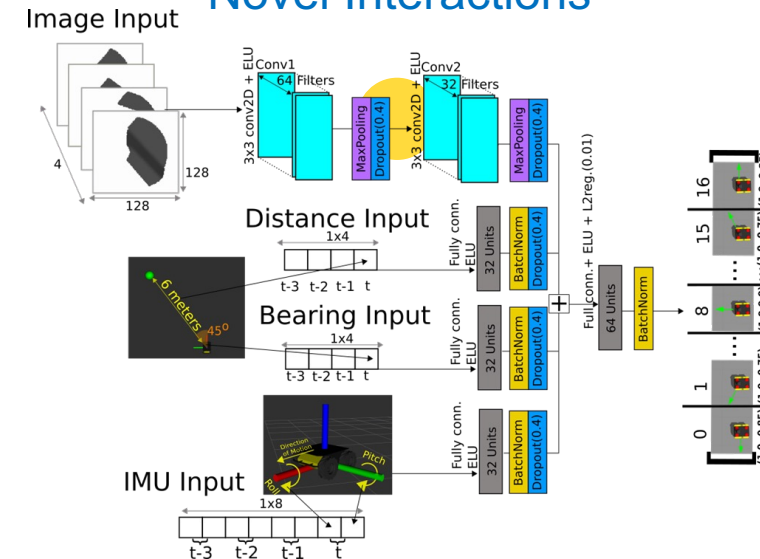 Novel Interactions
Image Input
4
128
128
3x3 conv2D + ELU
Conv1
64 Filters
MaxPooling
Dropout(0.4)
3x3 conv2D + ELU
Conv2
32 Filters
MaxPooling
Dropout(0.4)
Distance Input
1x4
t-3 t-2 t-1 t
6 meters
45°
Fully conn.
ELU
32 Units
BatchNorm
Dropout(0.4)
Bearing Input
1x4
t-3 t-2 t-1 t
Fully conn.
ELU
32 Units
BatchNorm
Dropout(0.4)
IMU Input
Direction
of Motion
Roll
Pitch
1x8
t-3 t-2 t-1 t
Fully conn.
ELU
32 Units
BatchNorm
Dropout(0.4)
+
Full conn.+ ELU + L2reg.(0.01)
64 Units
BatchNorm
16
15
8
1
0